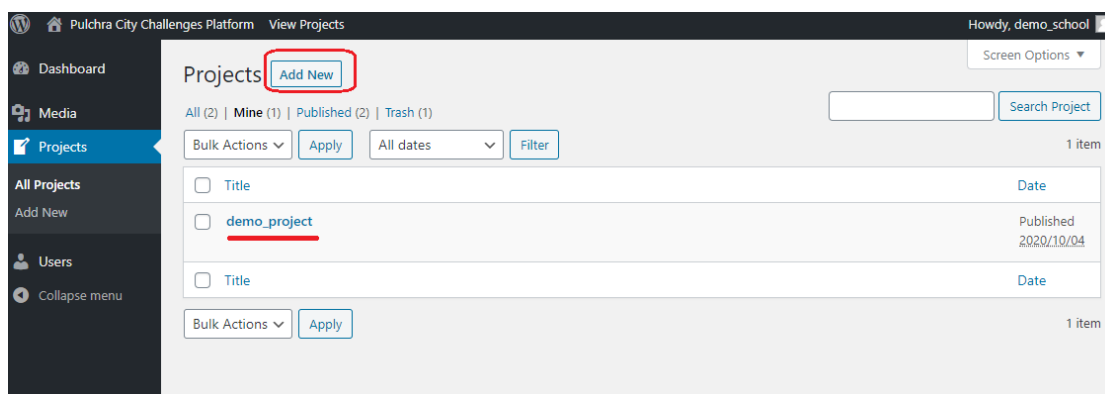 Pulchra City Challenges Platform View Projects Howdy, demo_school
Screen Options ▼
Dashboard
Media
Projects
All Projects
Add New
Users
Collapse menu
Projects Add New
All (2) | Mine (1) | Published (2) | Trash (1)
Search Project
Bulk Actions Apply All dates Filter 1 item
Title Date
demo_project Published
2020/10/04
Title Date
Bulk Actions Apply 1 item